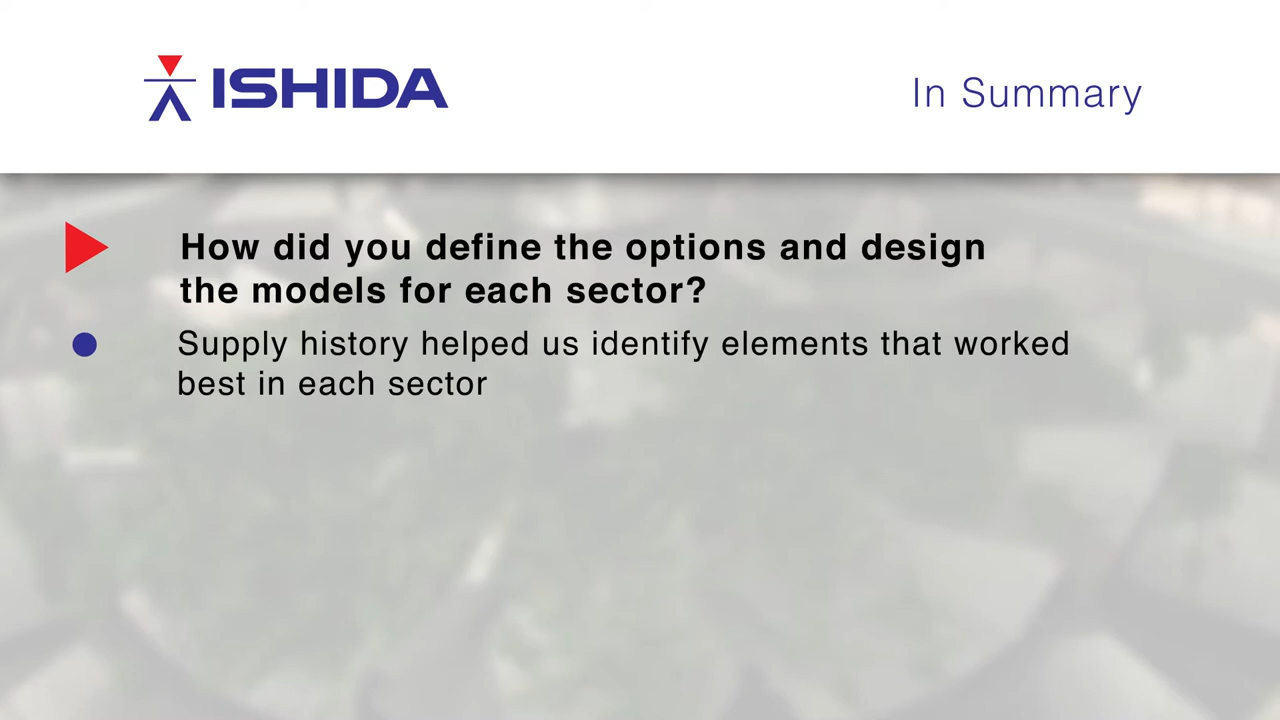 ISHIDA
In Summary
How did you define the options and design
the models for each sector?
Supply history helped us identify elements that worked
best in each sector